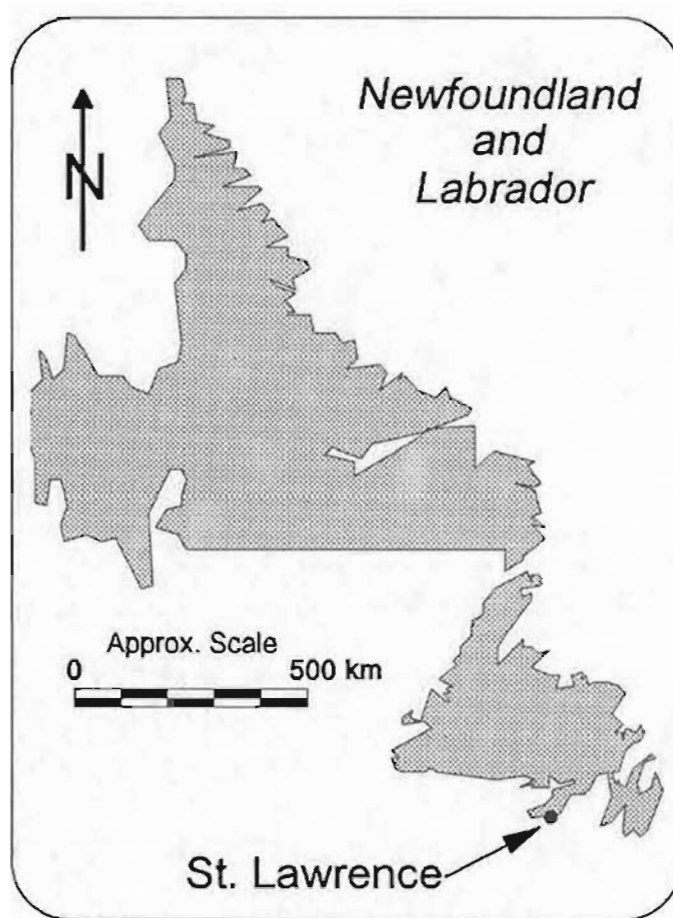 Newfoundland
and
Labrador
N
Approx. Scale
0 500 km
St. Lawrence